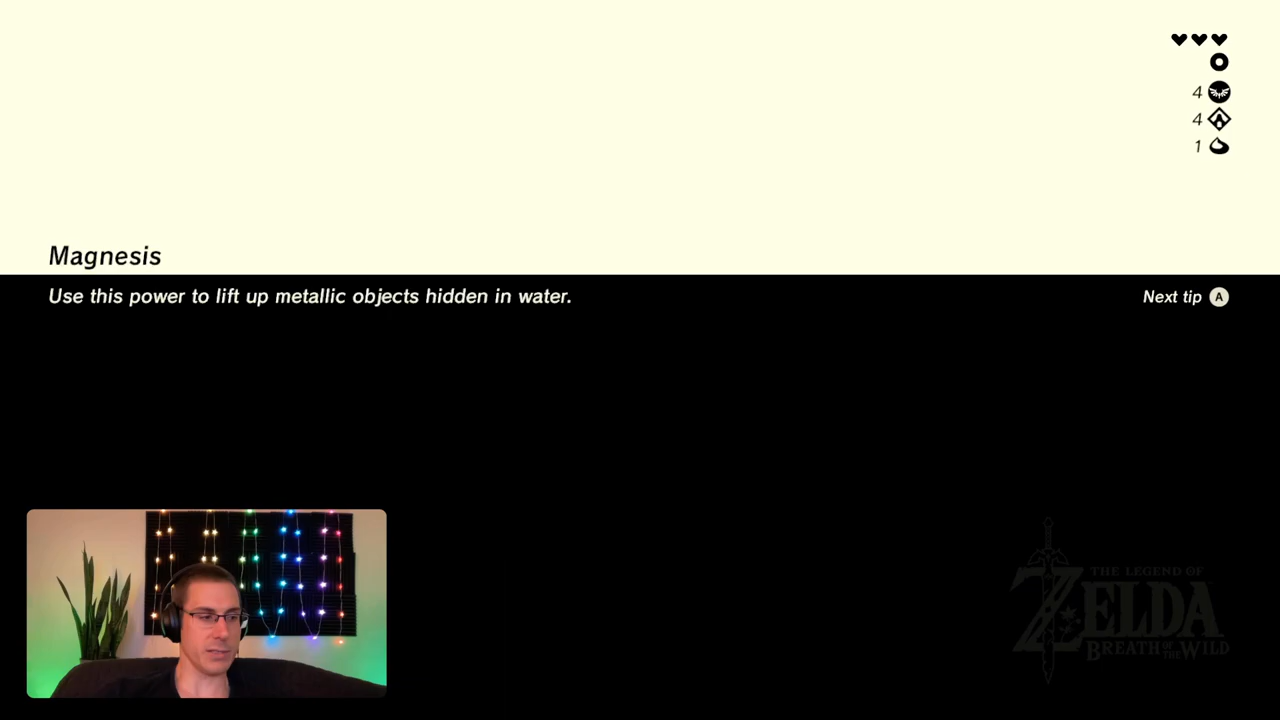 4
4
1
Magnesis
Use this power to lift up metallic objects hidden in water.
Next tip A
THE LEGEND OF
ZELDA
BREATH OF THE WILD